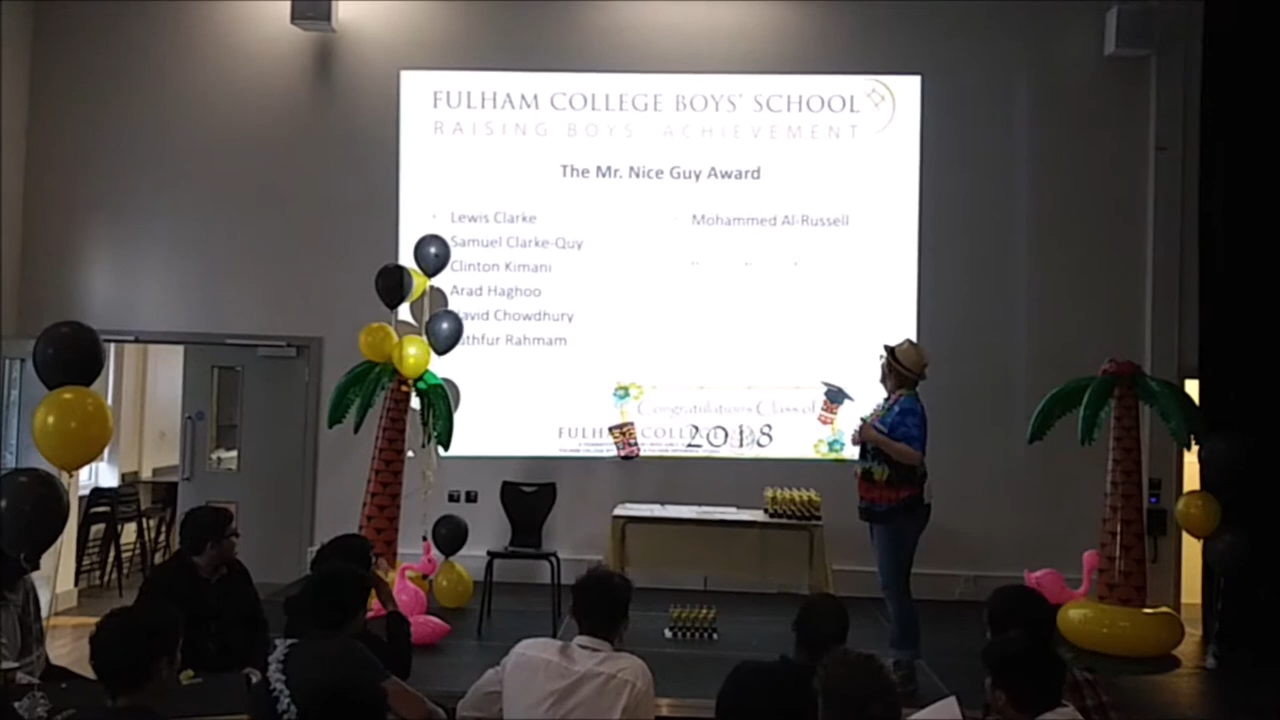 FULHAM COLLEGE BOYS' SCHOOL
RAISING BOYS' ACHIEVEMENT
The Mr. Nice Guy Award
Lewis Clarke
Samuel Clarke-Quy
Clinton Kimani
Arad Haghoo
Chowdhury
Rahmam
Mohammed Al-Russell
Congratulations Class of
2018